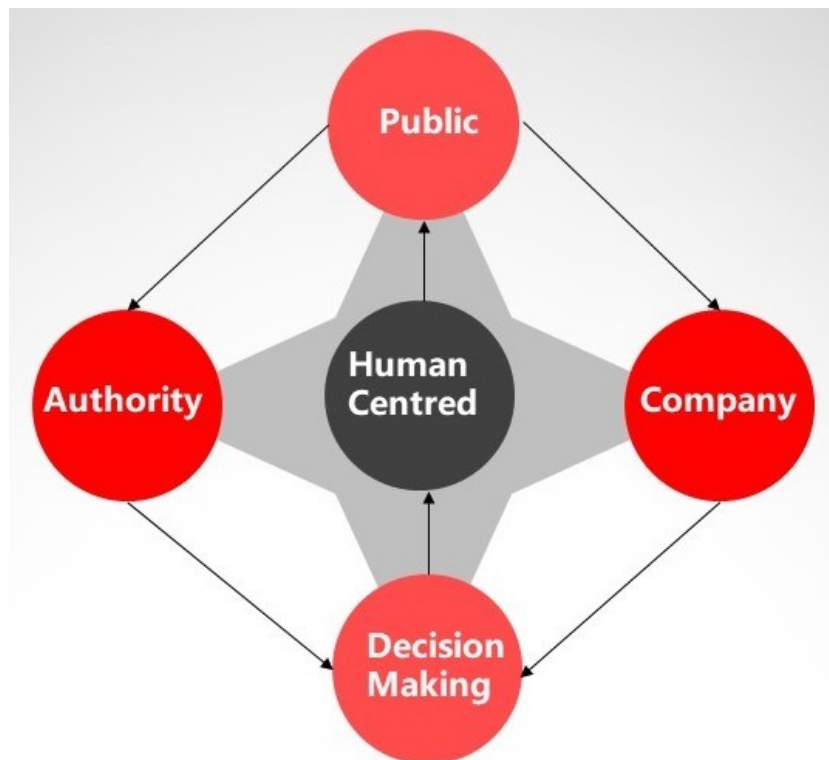 Public
Human
Centred
Authority
Company
Decision
Making